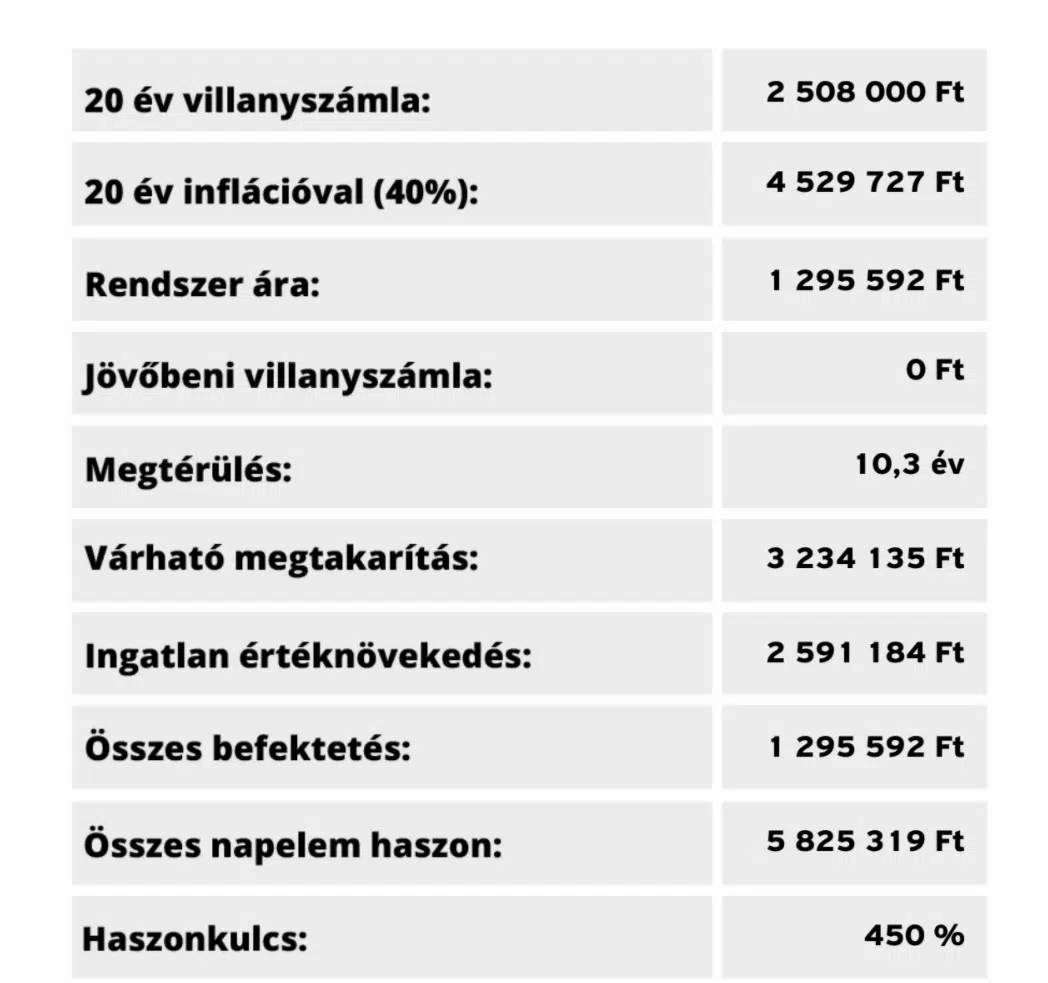 20 év villanyszámla: 2 508 000 Ft
20 év inflációval (40%): 4 529 727 Ft
Rendszer ára: 1 295 592 Ft
Jövőbeni villanyszámla: 0 Ft
Megtérülés: 10,3 év
Várható megtakarítás: 3 234 135 Ft
Ingatlan értéknövekedés: 2 591 184 Ft
Összes befektetés: 1 295 592 Ft
Összes napelem haszon: 5 825 319 Ft
Haszonkulcs: 450 %